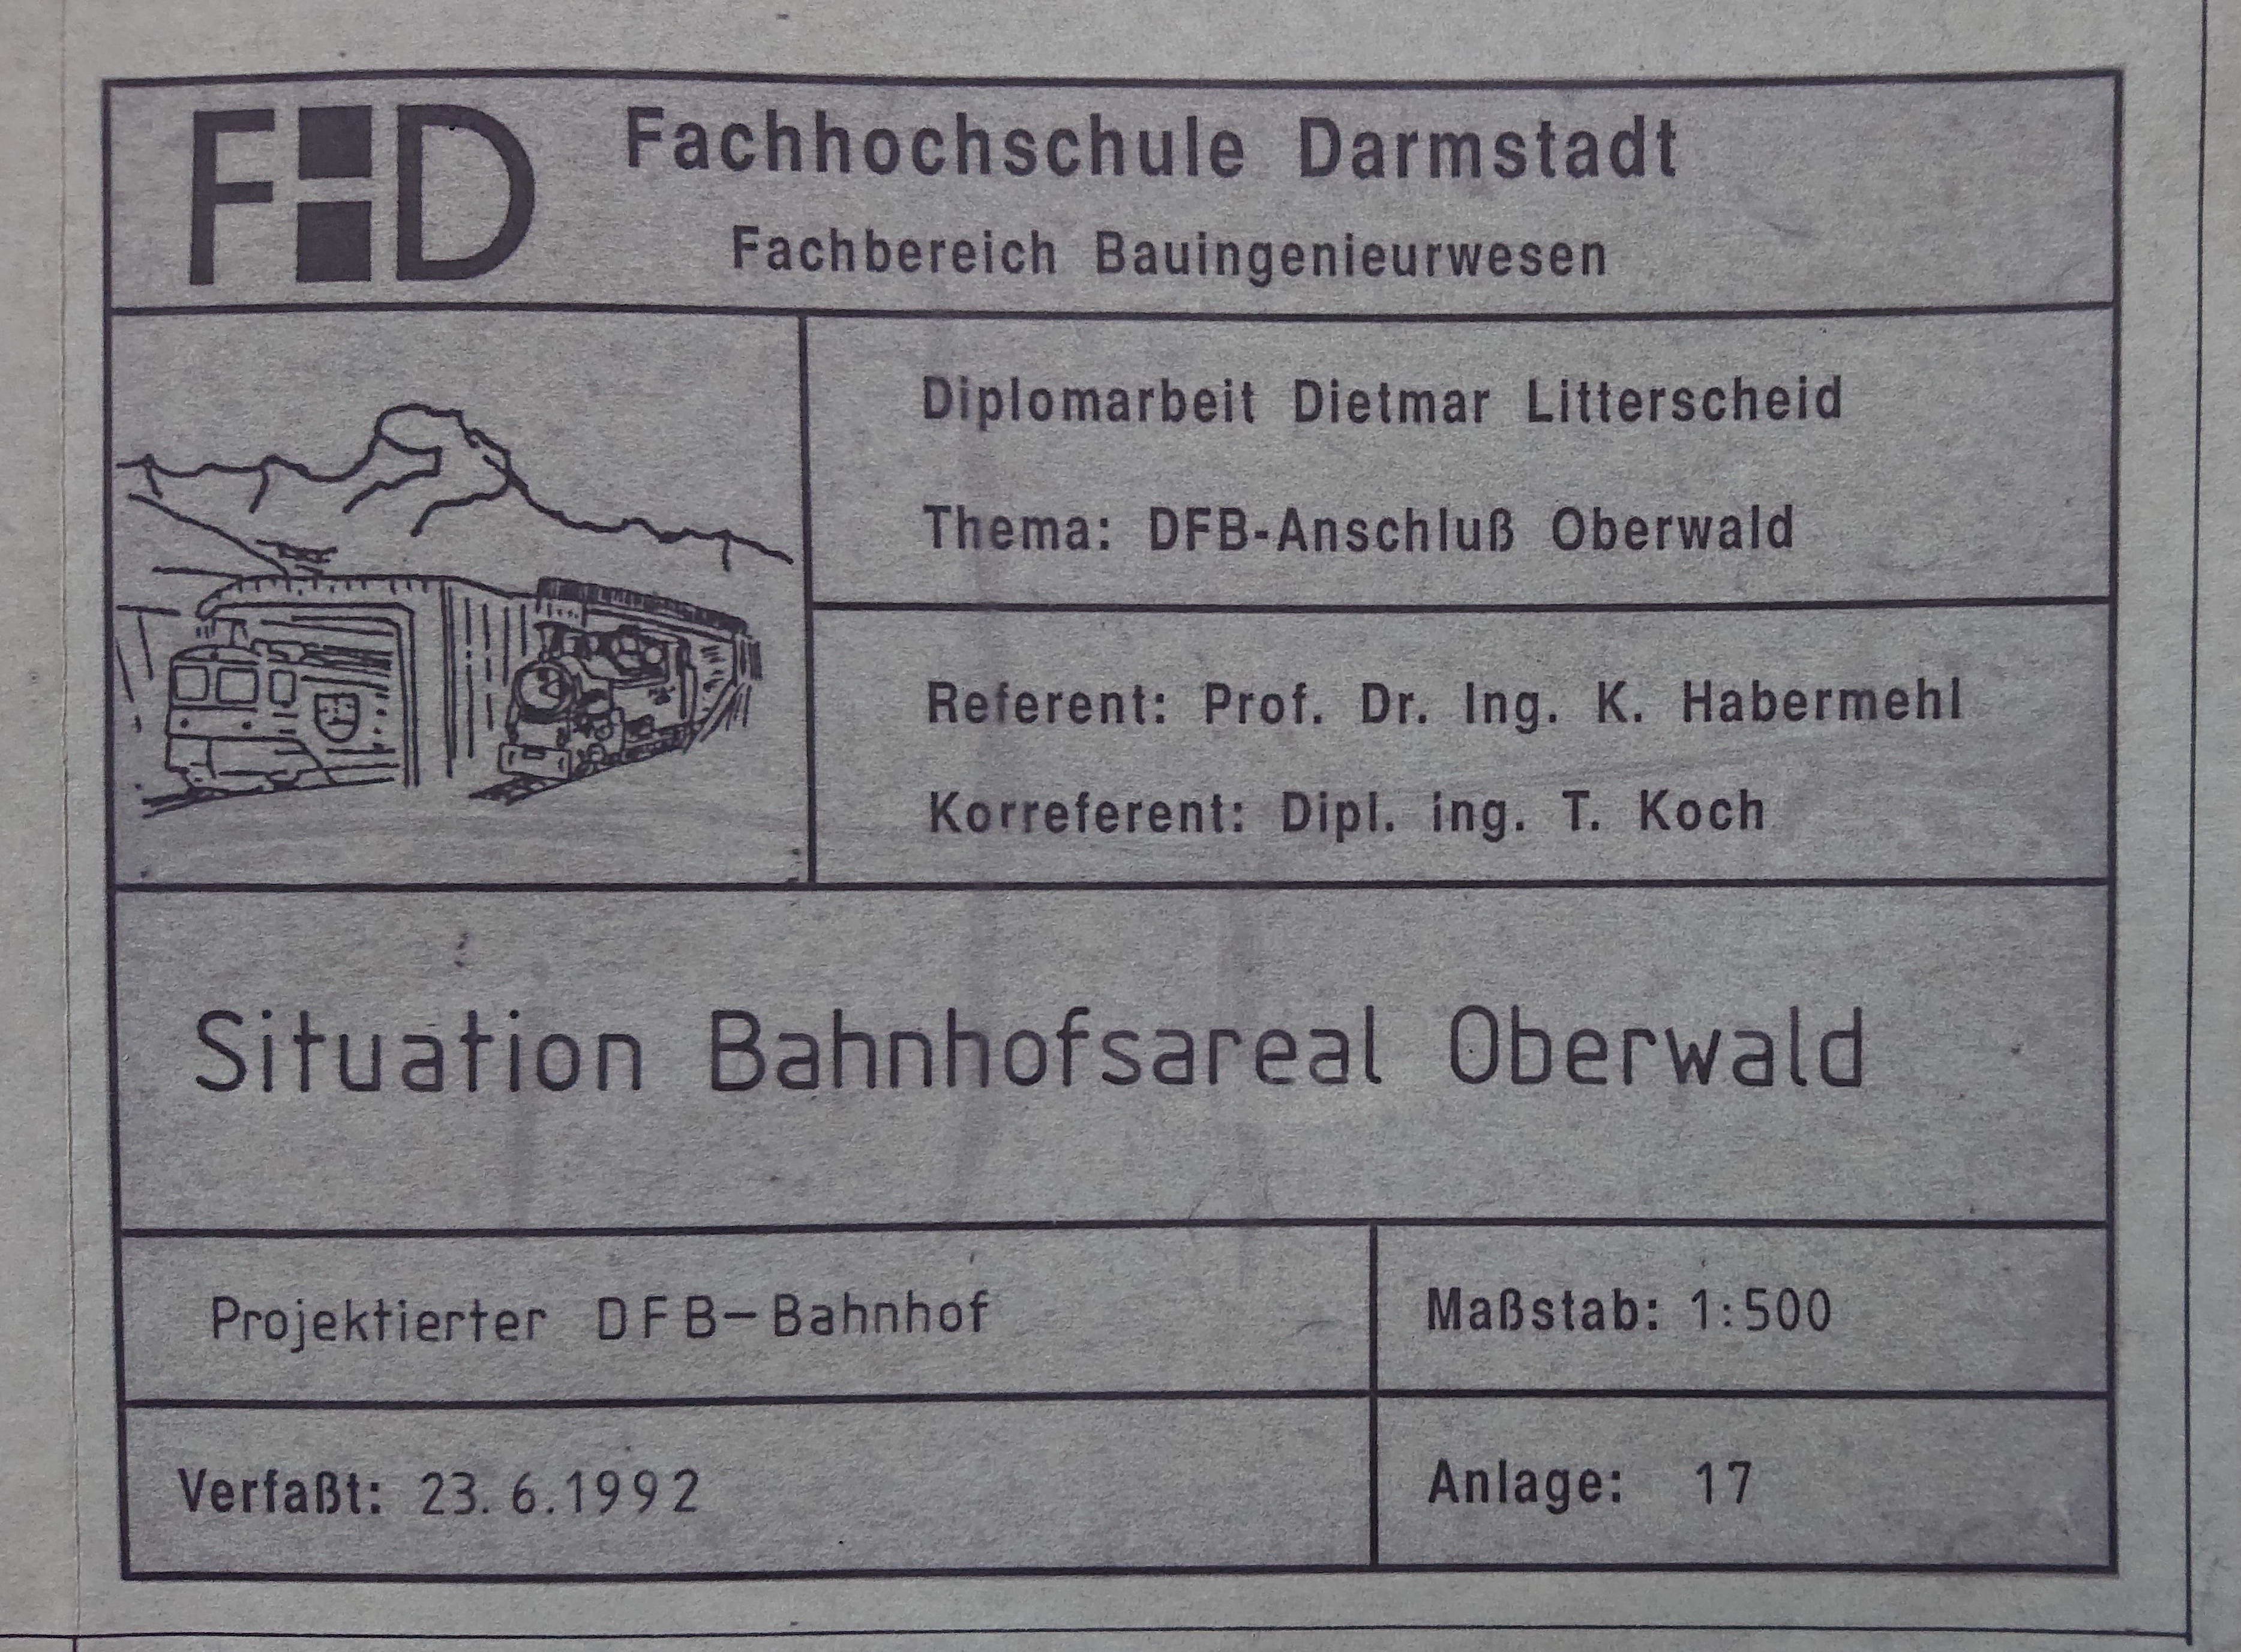 FHD
Fachhochschule Darmstadt
Fachbereich Bauingenieurwesen
Diplomarbeit Dietmar Litterscheid
Thema: DFB-Anschluß Oberwald
Referent: Prof. Dr. Ing. K. Habermehl
Korreferent: Dipl. ing. T. Koch
Situation Bahnhofsareal Oberwald
Projektierter DFB-Bahnhof
Maßstab: 1:500
Verfaßt: 23.6.1992
Anlage: 17